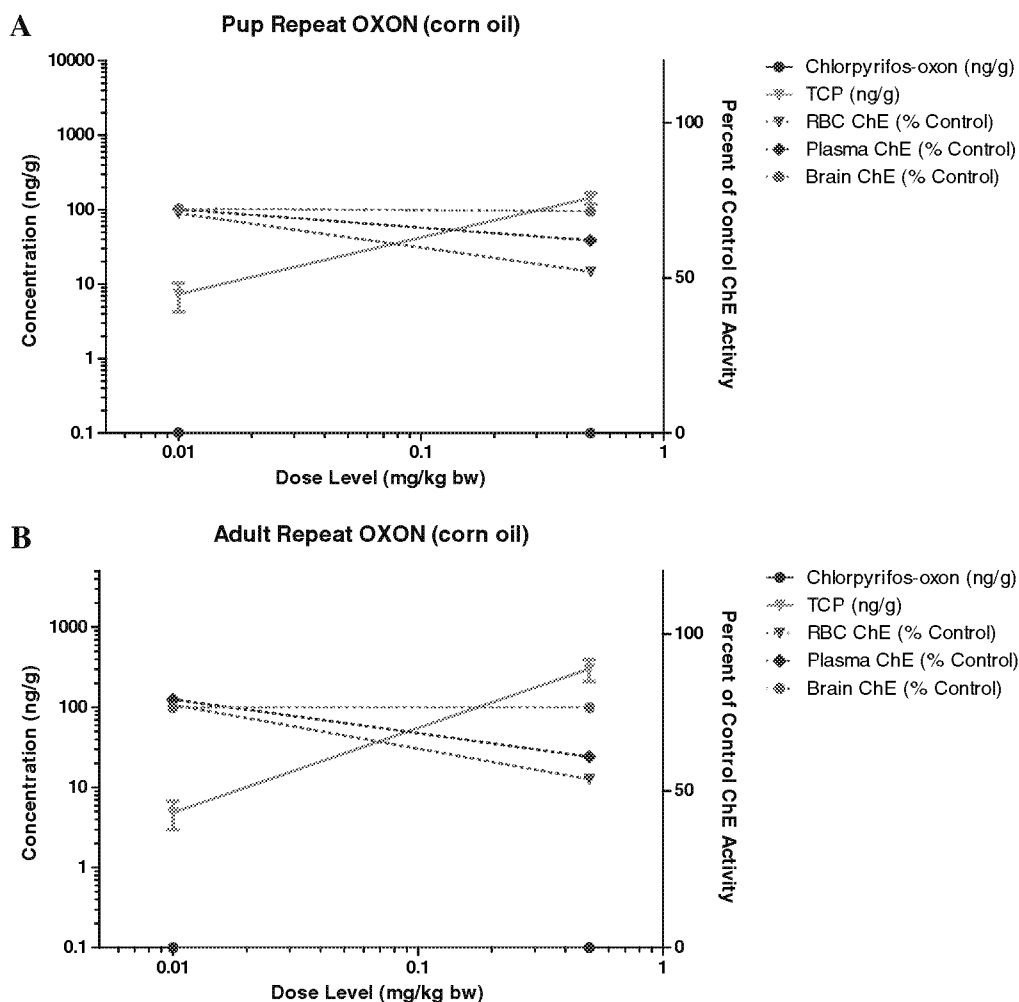 A
Pup Repeat OXON (corn oil)
10000
1000
100
10
1
0.1
Concentration (ng/g)
0.01
0.1
1
Dose Level (mg/kg bw)
100
50
0
Percent of Control ChE Activity
Chlorpyrifos-oxon (ng/g)
TCP (ng/g)
RBC ChE (% Control)
Plasma ChE (% Control)
Brain ChE (% Control)
B
Adult Repeat OXON (corn oil)
1000
100
10
1
0.1
Concentration (ng/g)
0.01
0.1
1
Dose Level (mg/kg bw)
100
50
0
Percent of Control ChE Activity
Chlorpyrifos-oxon (ng/g)
TCP (ng/g)
RBC ChE (% Control)
Plasma ChE (% Control)
Brain ChE (% Control)